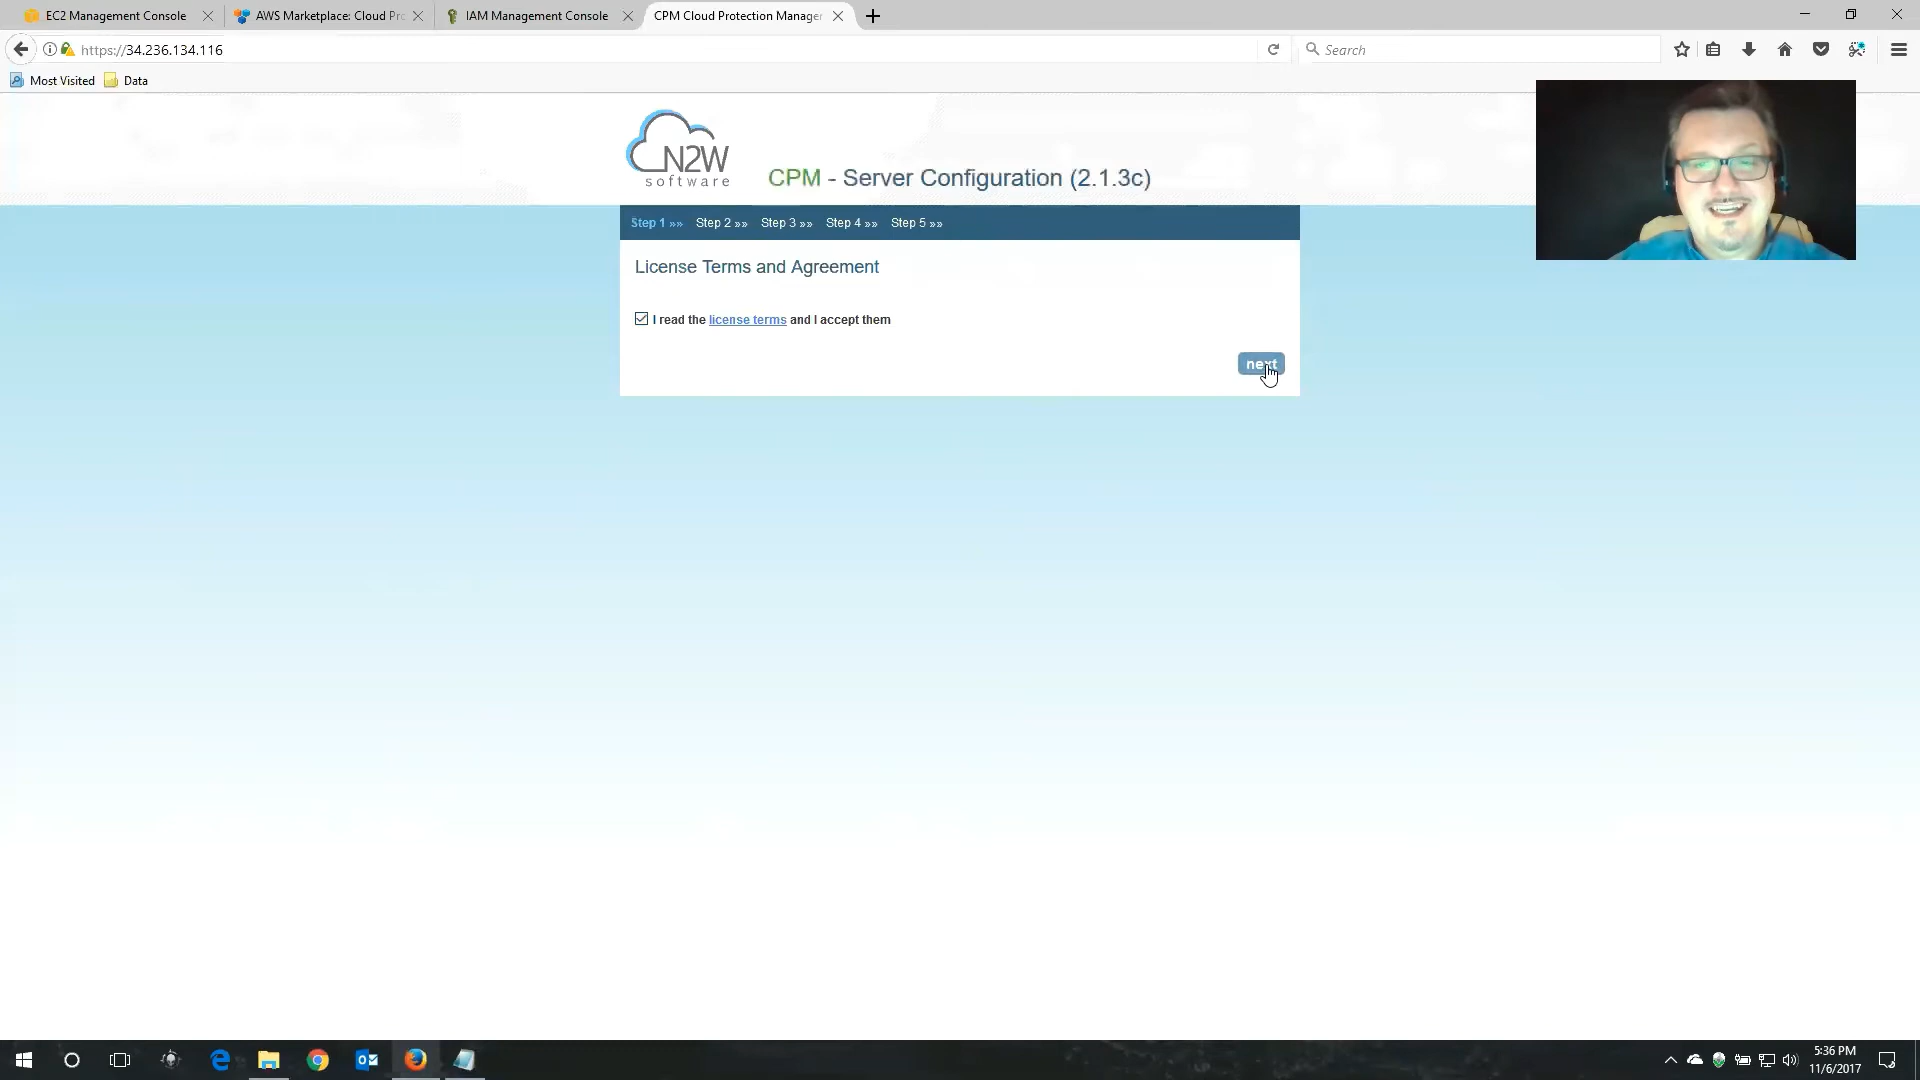 EC2 Management Console
AWS Marketplace: Cloud Pro
IAM Management Console
CPM Cloud Protection Manager
https://34.236.134.116
Search
Most Visited
Data
N2W
software
CPM - Server Configuration (2.1.3c)
Step 1 »» Step 2 »» Step 3 »» Step 4 »» Step 5 »»
License Terms and Agreement
I read the license terms and I accept them
next
5:36 PM
11/6/2017